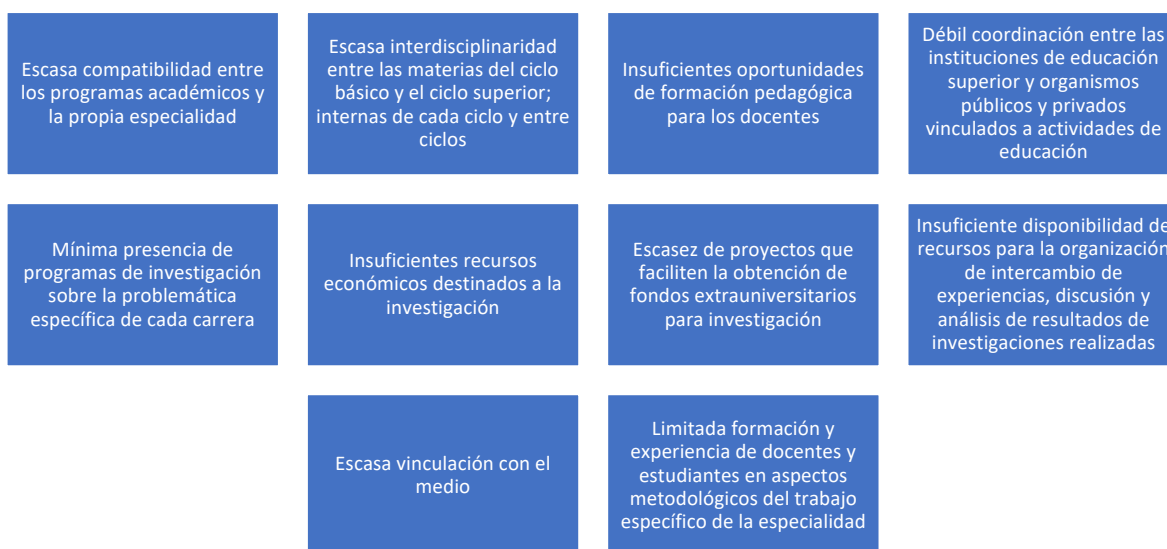 Escasa compatibilidad entre
los programas académicos y
la propia especialidad
Escasa interdisciplinaridad
entre las materias del ciclo
básico y el ciclo superior;
internas de cada ciclo y entre
ciclos
Insuficientes oportunidades
de formación pedagógica
para los docentes
Débil coordinación entre las
instituciones de educación
superior y organismos
públicos y privados
vinculados a actividades de
educación
Mínima presencia de
programas de investigación
sobre la problemática
específica de cada carrera
Insuficientes recursos
económicos destinados a la
investigación
Escasez de proyectos que
faciliten la obtención de
fondos extrauniversitarios
para investigación
Insuficiente disponibilidad de
recursos para la organización
de intercambio de
experiencias, discusión y
análisis de resultados de
investigaciones realizadas
Escasa vinculación con el
medio
Limitada formación y
experiencia de docentes y
estudiantes en aspectos
metodológicos del trabajo
específico de la especialidad